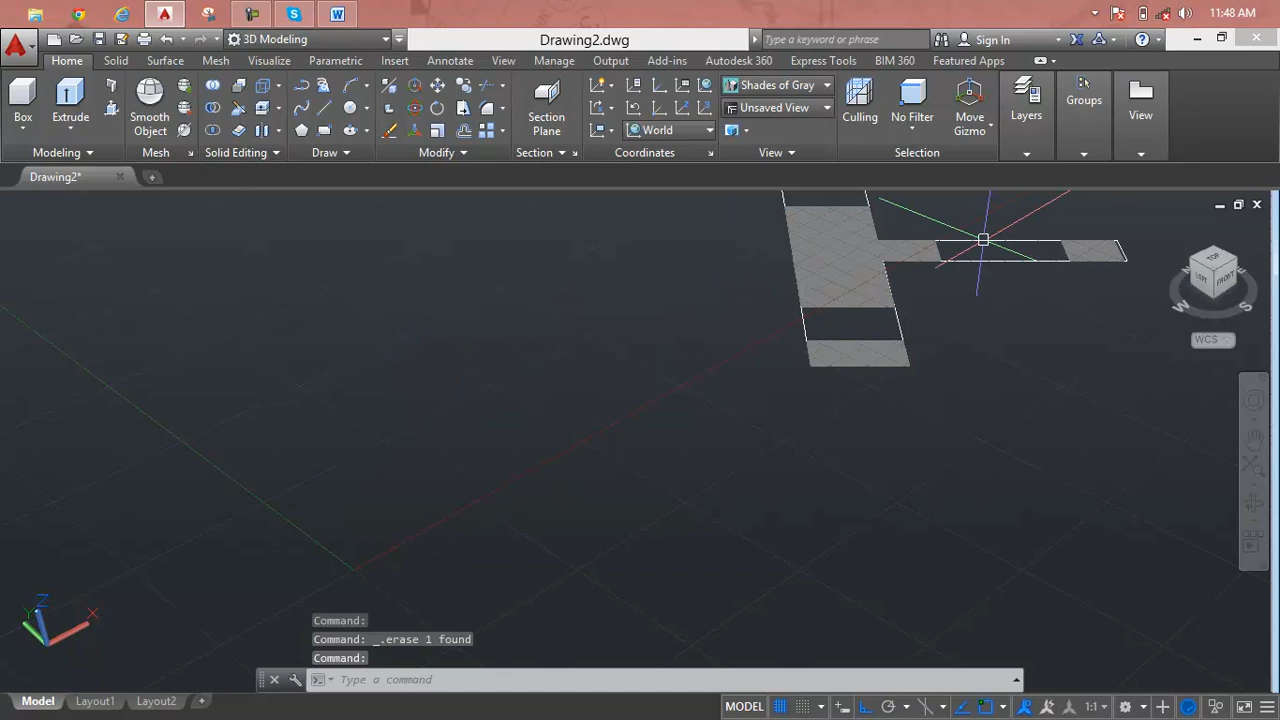 11:48 AM
3D Modeling
Drawing2.dwg
Type a keyword or phrase
Sign In
Home Solid Surface Mesh Visualize Parametric Insert Annotate View Manage Output Add-ins Autodesk 360 Express Tools BIM 360 Featured Apps
Box
Extrude
Smooth
Object
Section
Plane
Shades of Gray
Unsaved View
World
Culling
No Filter
Move
Gizmo
Layers
Groups
View
Modeling Mesh Solid Editing Draw Modify Section Coordinates View Selection
Drawing2*
TOP
LEFT
FRONT
W
S
WCS
Z
Y
X
Command:
Command: _.erase 1 found
Command:
Type a command
Model Layout1 Layout2
MODEL
1:1